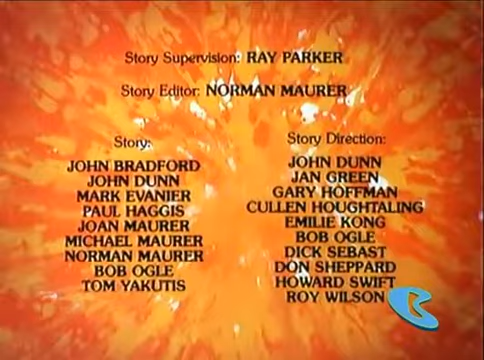 Story Supervision: RAY PARKER
Story Editor: NORMAN MAURER
Story:
JOHN BRADFORD
JOHN DUNN
MARK EVANIER
PAUL HAGGIS
JOAN MAURER
MICHAEL MAURER
NORMAN MAURER
BOB OGLE
TOM YAKUTIS
Story Direction:
JOHN DUNN
JAN GREEN
GARY HOFFMAN
CULLEN HOUGHTALING
EMILIE KONG
BOB OGLE
DICK SEBAST
DON SHEPPARD
HOWARD SWIFT
ROY WILSON
B